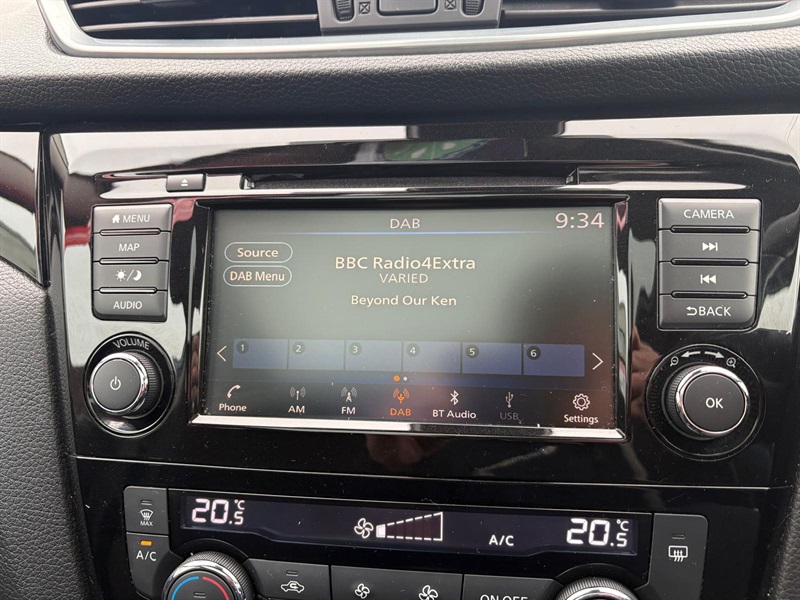 MENU
MAP
AUDIO
VOLUME
DAB
9:34
Source
DAB Menu
BBC Radio4Extra
VARIED
Beyond Our Ken
1 2 3 4 5 6
Phone
AM
FM
DAB
BT Audio
USB
Settings
CAMERA
BACK
OK
MAX
A/C
20.5°C
A/C
20.5°C
ON·OFF